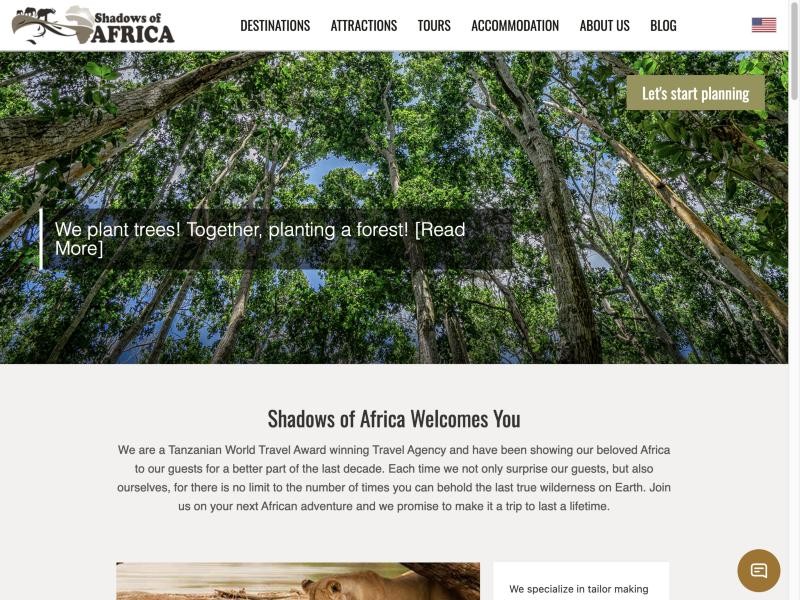 Shadows of
AFRICA
DESTINATIONS ATTRACTIONS TOURS ACCOMMODATION ABOUT US BLOG
Let's start planning
We plant trees! Together, planting a forest! [Read
More]
Shadows of Africa Welcomes You
We are a Tanzanian World Travel Award winning Travel Agency and have been showing our beloved Africa
to our guests for a better part of the last decade. Each time we not only surprise our guests, but also
ourselves, for there is no limit to the number of times you can behold the last true wilderness on Earth. Join
us on your next African adventure and we promise to make it a trip to last a lifetime.
We specialize in tailor making